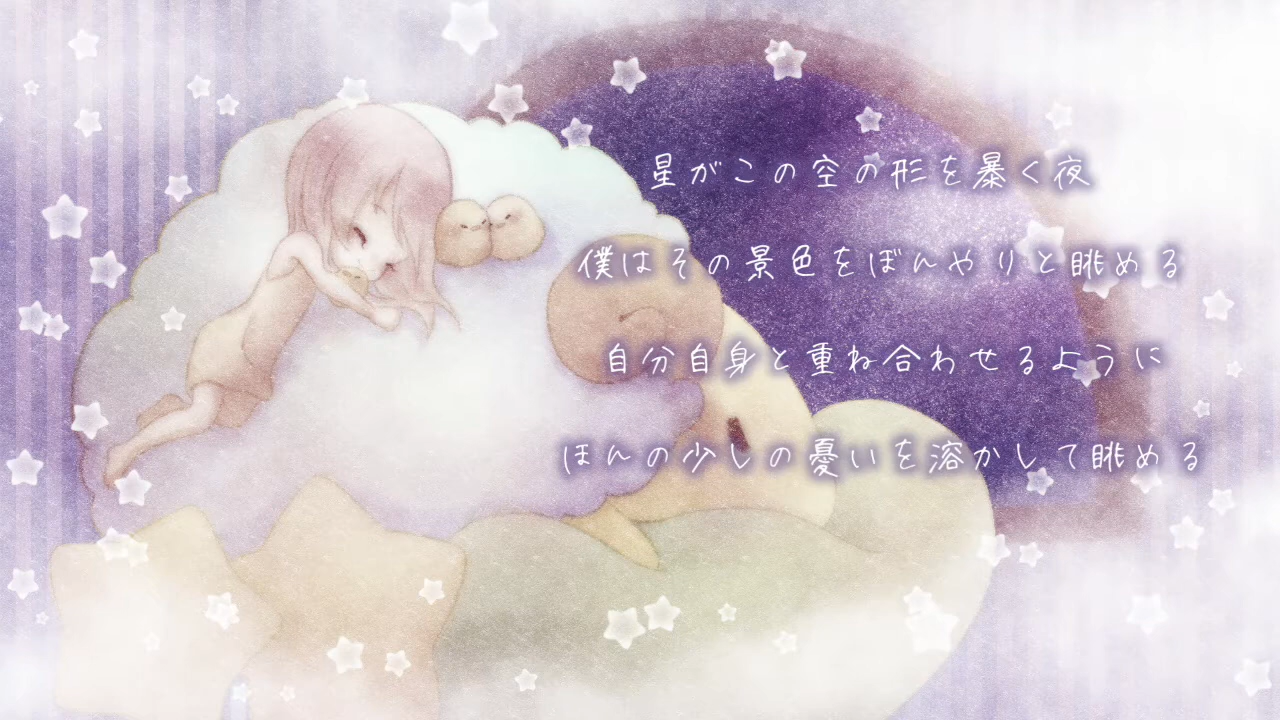 星がこの空の形を暴く夜
僕はその景色をぼんやりと眺める
自分自身と重ね合わせるように
ほんの少しの憂いを溶かして眺める